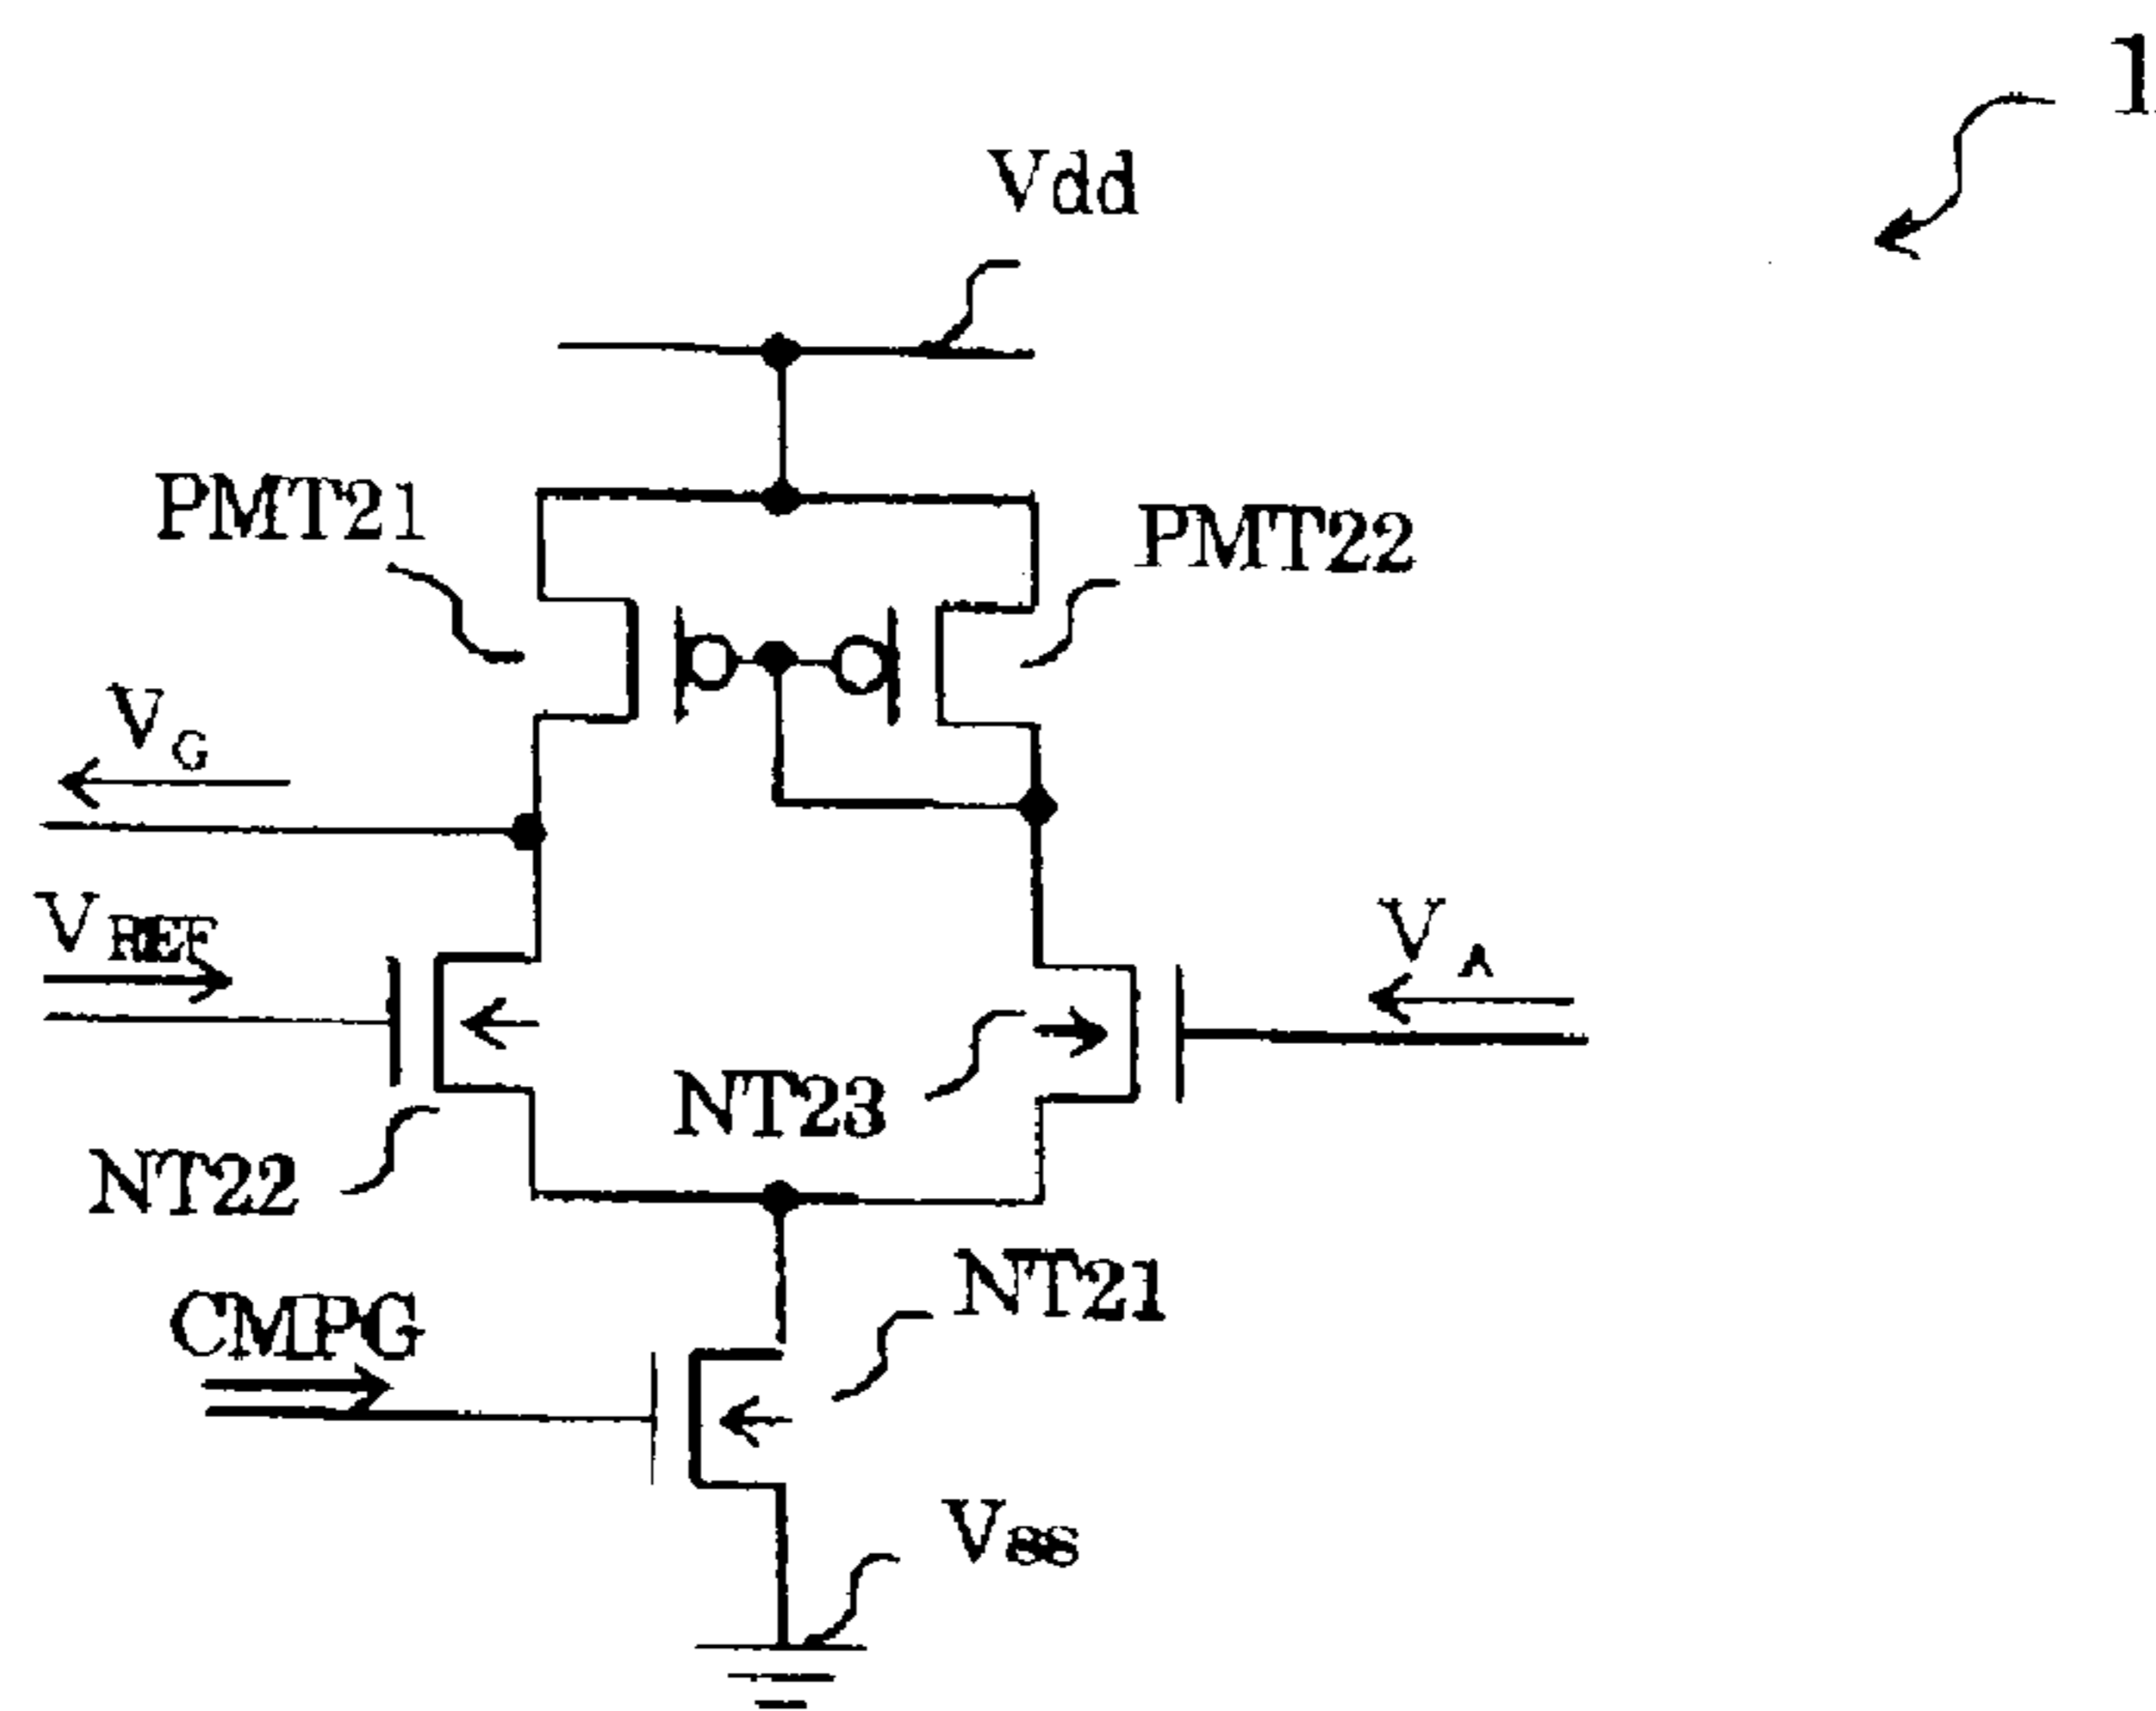 1
Vdd
PMT21
PMT22
VG
VREF
VA
NT23
NT22
NT21
CMPG
Vss